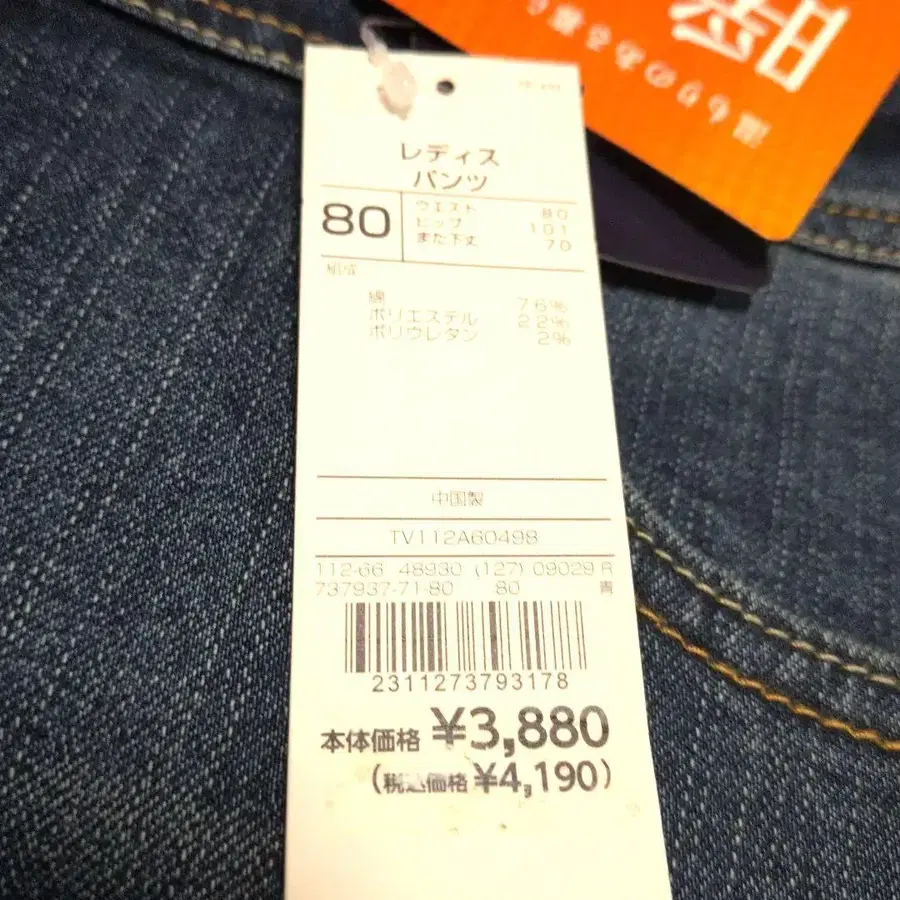 レディス
パンツ
80
ウエスト 80
ヒップ 101
また下丈 70
組成
綿 76%
ポリエステル 22%
ポリウレタン 2%
中国製
TV112A60498
112-66 48930 (127) 09029 R
737937-71-80 80 青
2311273793178
本体価格 ¥3,880
(税込価格 ¥4,190)